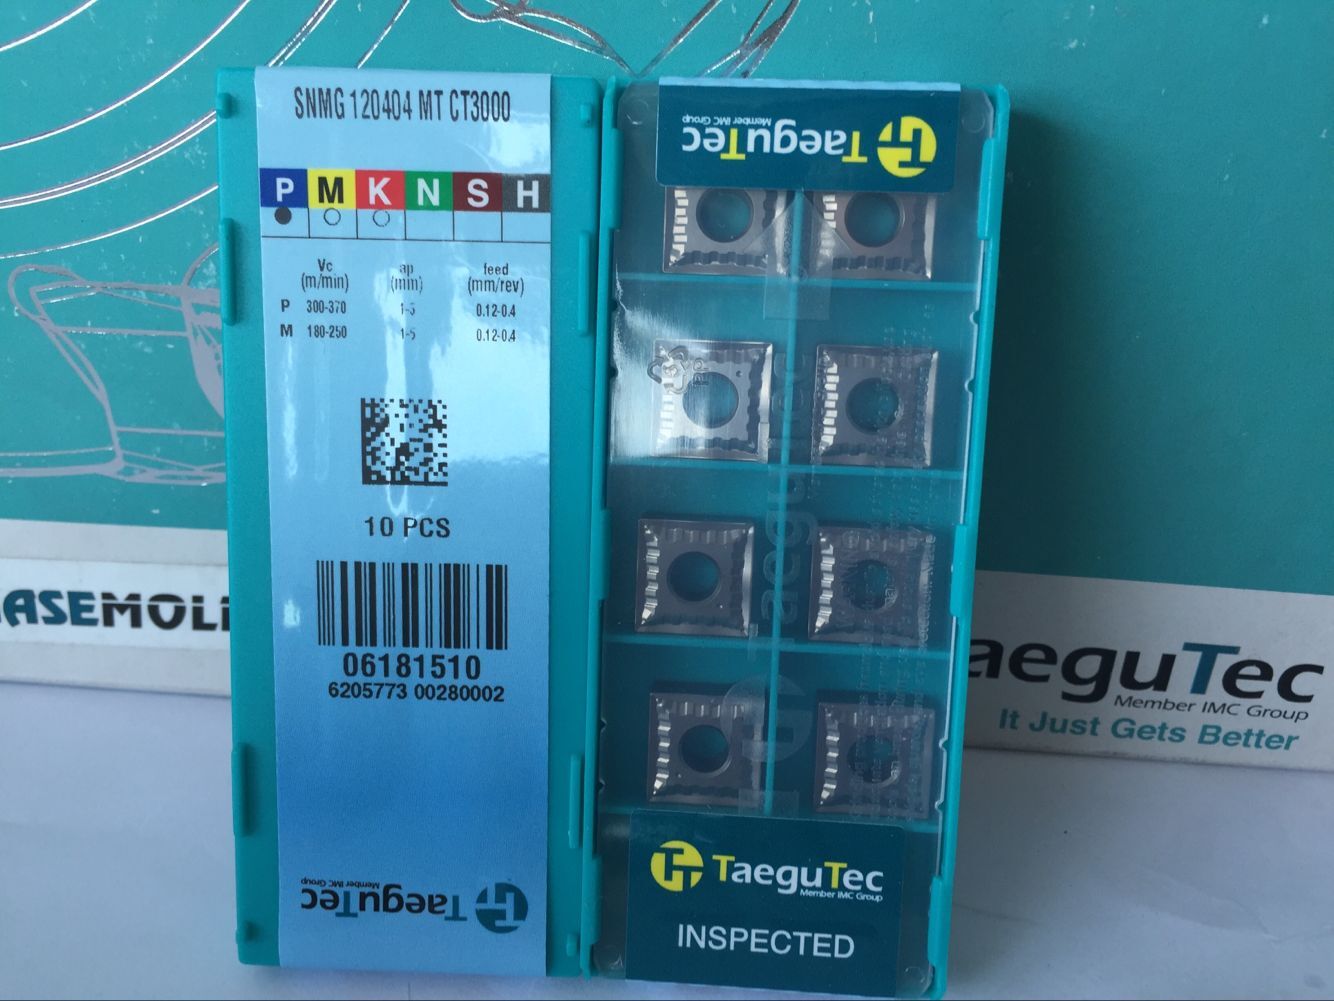 SNMG 120404 MT CT3000
P M K N S H
Vc ap feed
(m/min) (mm) (mm/rev)
P 300-370 1-5 0.12-0.4
M 180-250 1-5 0.12-0.4
10 PCS
06181510
6205773 00280002
TaeguTec
Member IMC Group
TaeguTec
Member IMC Group
TaeguTec
TaeguTec
Member IMC Group
INSPECTED
ASEMOL
aeguTec
Member IMC Group
It Just Gets Better